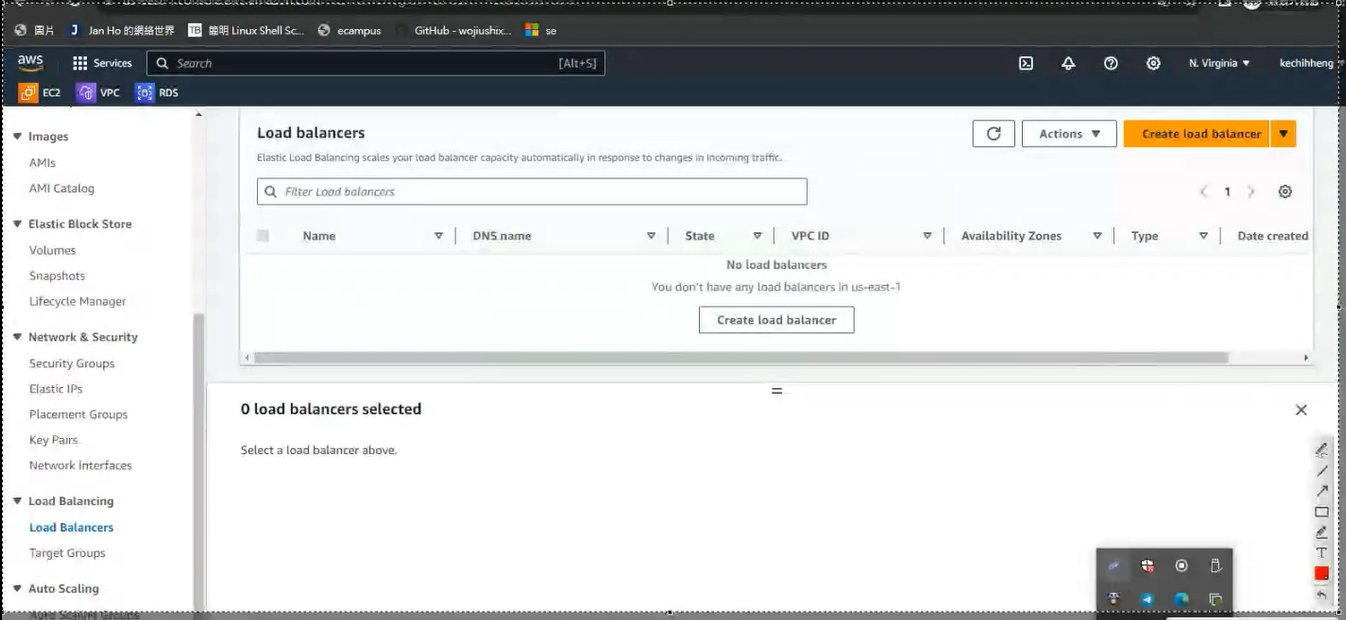 圖片 J Jan Ho 的網絡世界 TB 簡明 Linux Shell Sc... ecampus GitHub - wojiushix... se
aws Services Search [Alt+S] N. Virginia ▼ kechihheng
EC2 VPC RDS
Images
AMIs
AMI Catalog
Elastic Block Store
Volumes
Snapshots
Lifecycle Manager
Network & Security
Security Groups
Elastic IPs
Placement Groups
Key Pairs
Network Interfaces
Load Balancing
Load Balancers
Target Groups
Auto Scaling
Auto Scaling Groups
Load balancers
Actions ▼ Create load balancer ▼
Elastic Load Balancing scales your load balancer capacity automatically in response to changes in incoming traffic.
Filter Load balancers
1
Name DNS name State VPC ID Availability Zones Type Date created
No load balancers
You don't have any load balancers in us-east-1
Create load balancer
0 load balancers selected
Select a load balancer above.
T